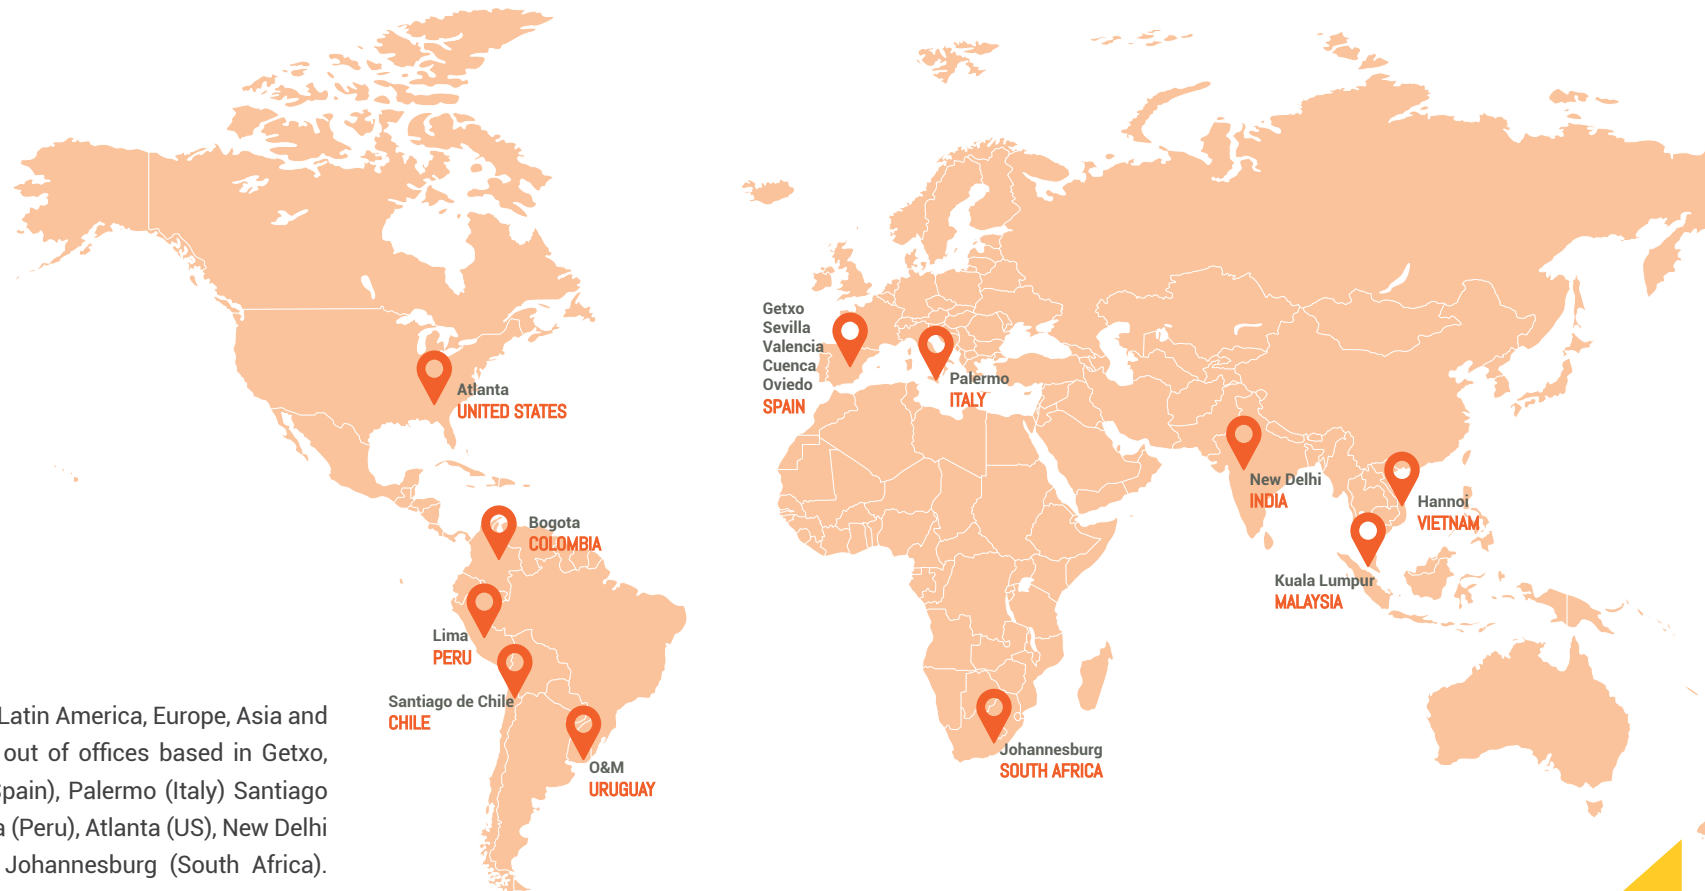 Getxo
Sevilla
Valencia
Cuenca
Oviedo
SPAIN
Palermo
ITALY
Atlanta
UNITED STATES
New Delhi
INDIA
Hannoi
VIETNAM
Bogota
COLOMBIA
Kuala Lumpur
MALAYSIA
Lima
PERU
Santiago de Chile
CHILE
O&M
URUGUAY
Johannesburg
SOUTH AFRICA
Latin America, Europe, Asia and
out of offices based in Getxo,
Spain), Palermo (Italy) Santiago
(Peru), Atlanta (US), New Delhi
Johannesburg (South Africa).